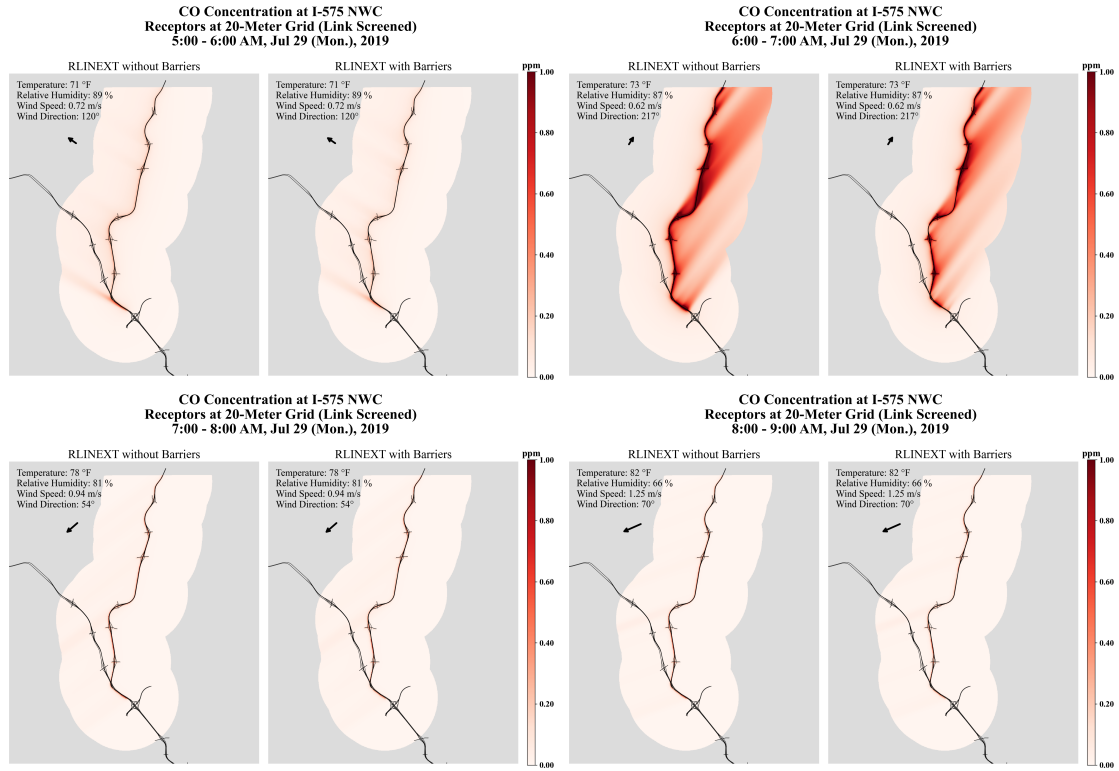 CO Concentration at I-575 NWC
Receptors at 20-Meter Grid (Link Screened)
5:00 - 6:00 AM, Jul 29 (Mon.), 2019
RLINEXT without Barriers
Temperature: 71 °F
Relative Humidity: 89 %
Wind Speed: 0.72 m/s
Wind Direction: 120°
RLINEXT with Barriers
Temperature: 71 °F
Relative Humidity: 89 %
Wind Speed: 0.72 m/s
Wind Direction: 120°
ppm
1.00
0.80
0.60
0.40
0.20
0.00
CO Concentration at I-575 NWC
Receptors at 20-Meter Grid (Link Screened)
6:00 - 7:00 AM, Jul 29 (Mon.), 2019
RLINEXT without Barriers
Temperature: 73 °F
Relative Humidity: 87 %
Wind Speed: 0.62 m/s
Wind Direction: 217°
RLINEXT with Barriers
Temperature: 73 °F
Relative Humidity: 87 %
Wind Speed: 0.62 m/s
Wind Direction: 217°
ppm
1.00
0.80
0.60
0.40
0.20
0.00
CO Concentration at I-575 NWC
Receptors at 20-Meter Grid (Link Screened)
7:00 - 8:00 AM, Jul 29 (Mon.), 2019
RLINEXT without Barriers
Temperature: 78 °F
Relative Humidity: 81 %
Wind Speed: 0.94 m/s
Wind Direction: 54°
RLINEXT with Barriers
Temperature: 78 °F
Relative Humidity: 81 %
Wind Speed: 0.94 m/s
Wind Direction: 54°
ppm
1.00
0.80
0.60
0.40
0.20
0.00
CO Concentration at I-575 NWC
Receptors at 20-Meter Grid (Link Screened)
8:00 - 9:00 AM, Jul 29 (Mon.), 2019
RLINEXT without Barriers
Temperature: 82 °F
Relative Humidity: 66 %
Wind Speed: 1.25 m/s
Wind Direction: 70°
RLINEXT with Barriers
Temperature: 82 °F
Relative Humidity: 66 %
Wind Speed: 1.25 m/s
Wind Direction: 70°
ppm
1.00
0.80
0.60
0.40
0.20
0.00